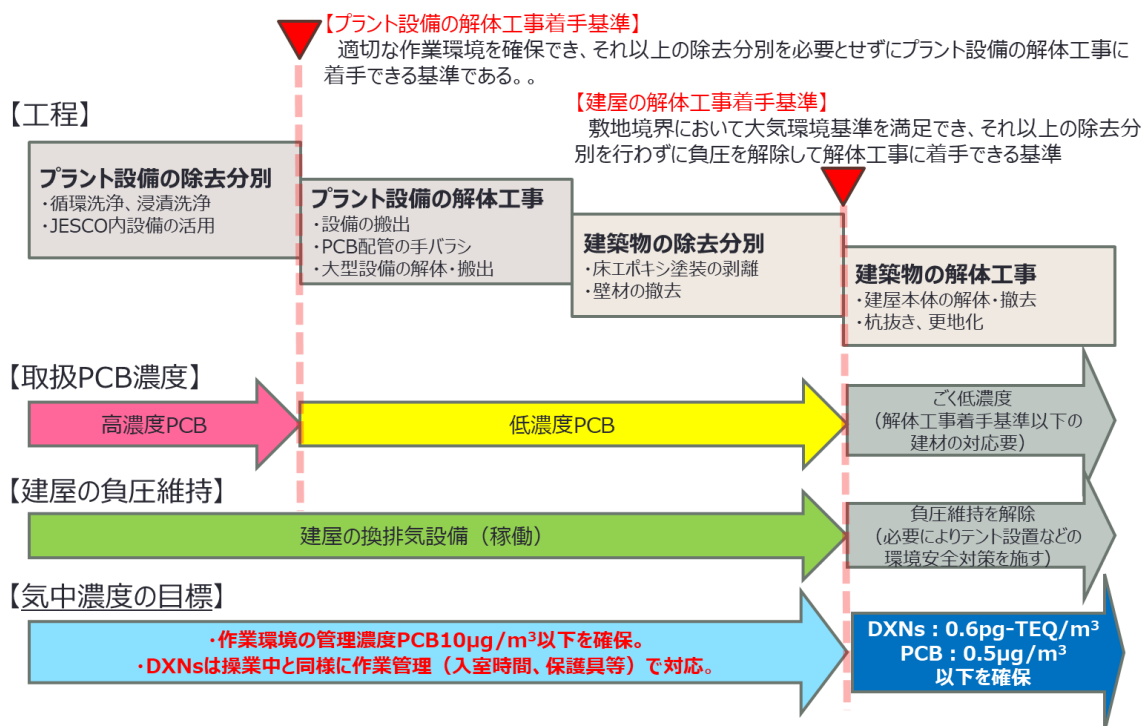 【プラント設備の解体工事着手基準】
適切な作業環境を確保でき、それ以上の除去分別を必要とせずにプラント設備の解体工事に
着手できる基準である。。
【建屋の解体工事着手基準】
敷地境界において大気環境基準を満足でき、それ以上の除去分
別を行わずに負圧を解除して解体工事に着手できる基準
【工程】
プラント設備の除去分別
・循環洗浄、浸漬洗浄
・JESCO内設備の活用
プラント設備の解体工事
・設備の搬出
・PCB配管の手バラシ
・大型設備の解体・搬出
建築物の除去分別
・床エポキシ塗装の剥離
・壁材の撤去
建築物の解体工事
・建屋本体の解体・撤去
・杭抜き、更地化
【取扱PCB濃度】
高濃度PCB
低濃度PCB
ごく低濃度
（解体工事着手基準以下の
建材の対応要）
【建屋の負圧維持】
建屋の換排気設備（稼働）
負圧維持を解除
（必要によりテント設置などの
環境安全対策を施す）
【気中濃度の目標】
・作業環境の管理濃度PCB10μg/m³以下を確保。
・DXNsは操業中と同様に作業管理（入室時間、保護具等）で対応。
DXNs：0.6pg-TEQ/m³
PCB：0.5μg/m³
以下を確保